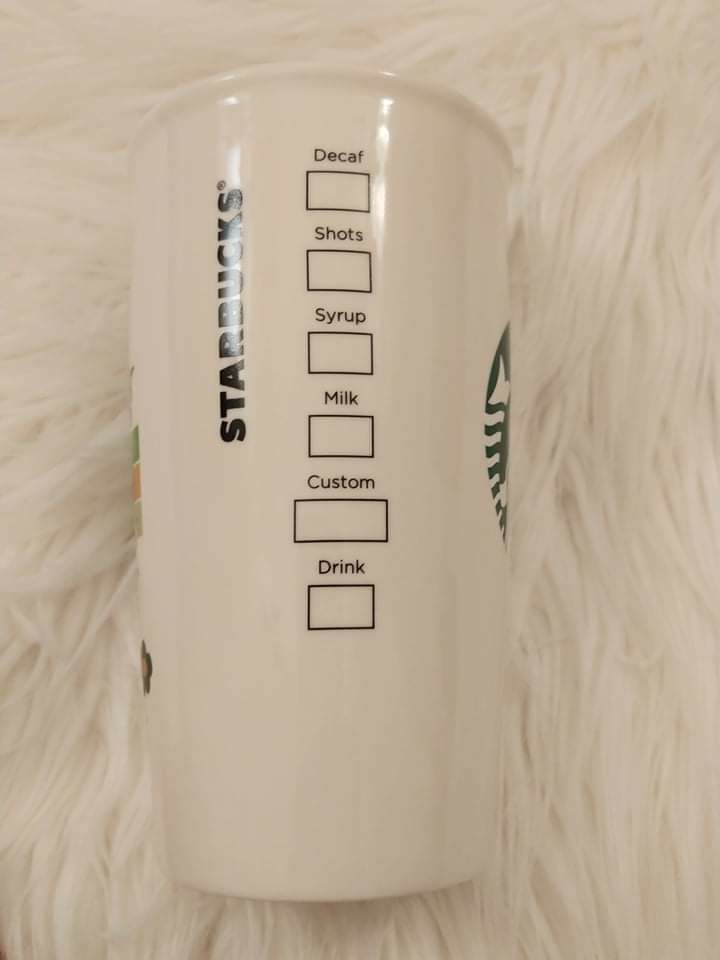 STARBUCKS®
Decaf
Shots
Syrup
Milk
Custom
Drink